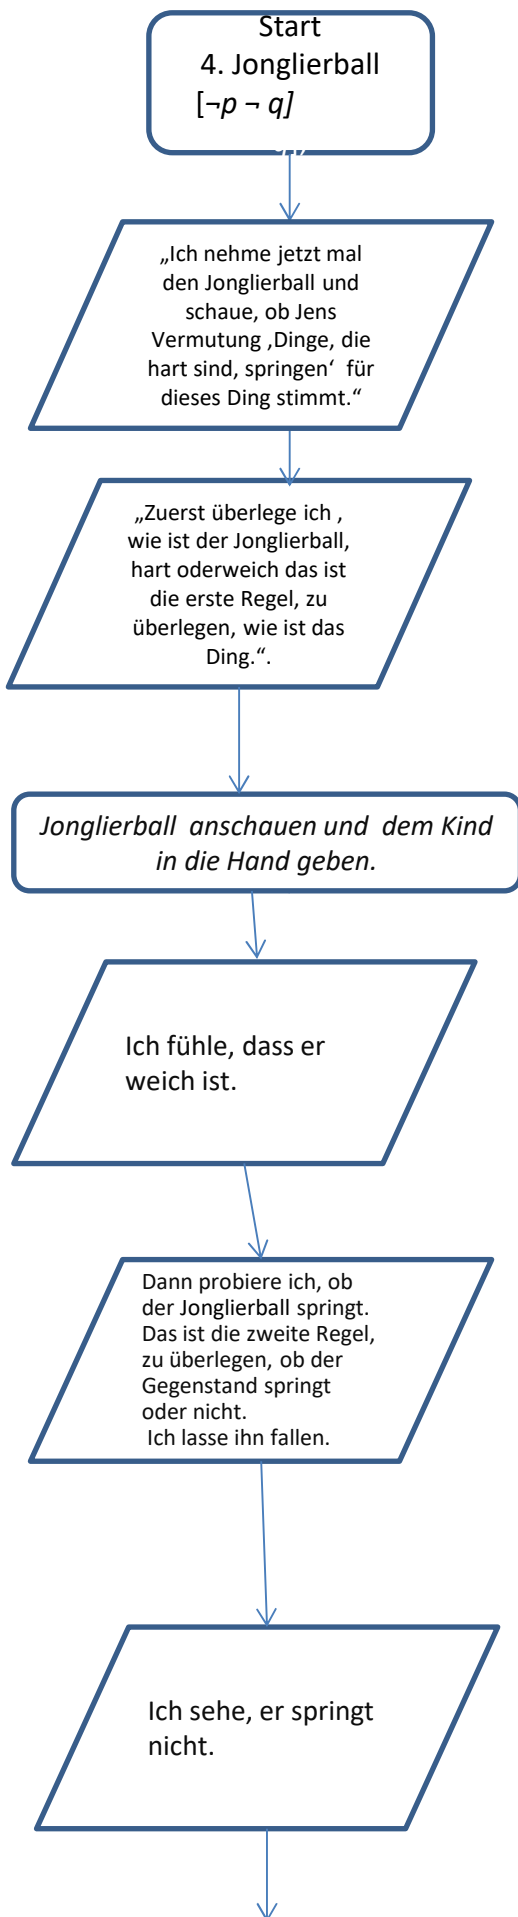 Start
4. Jonglierball
[¬p ¬ q]
„Ich nehme jetzt mal
den Jonglierball und
schaue, ob Jens
Vermutung ‚Dinge, die
hart sind, springen‘ für
dieses Ding stimmt.“
„Zuerst überlege ich ,
wie ist der Jonglierball,
hart oderweich das ist
die erste Regel, zu
überlegen, wie ist das
Ding.“.
Jonglierball anschauen und dem Kind
in die Hand geben.
Ich fühle, dass er
weich ist.
Dann probiere ich, ob
der Jonglierball springt.
Das ist die zweite Regel,
zu überlegen, ob der
Gegenstand springt
oder nicht.
Ich lasse ihn fallen.
Ich sehe, er springt
nicht.